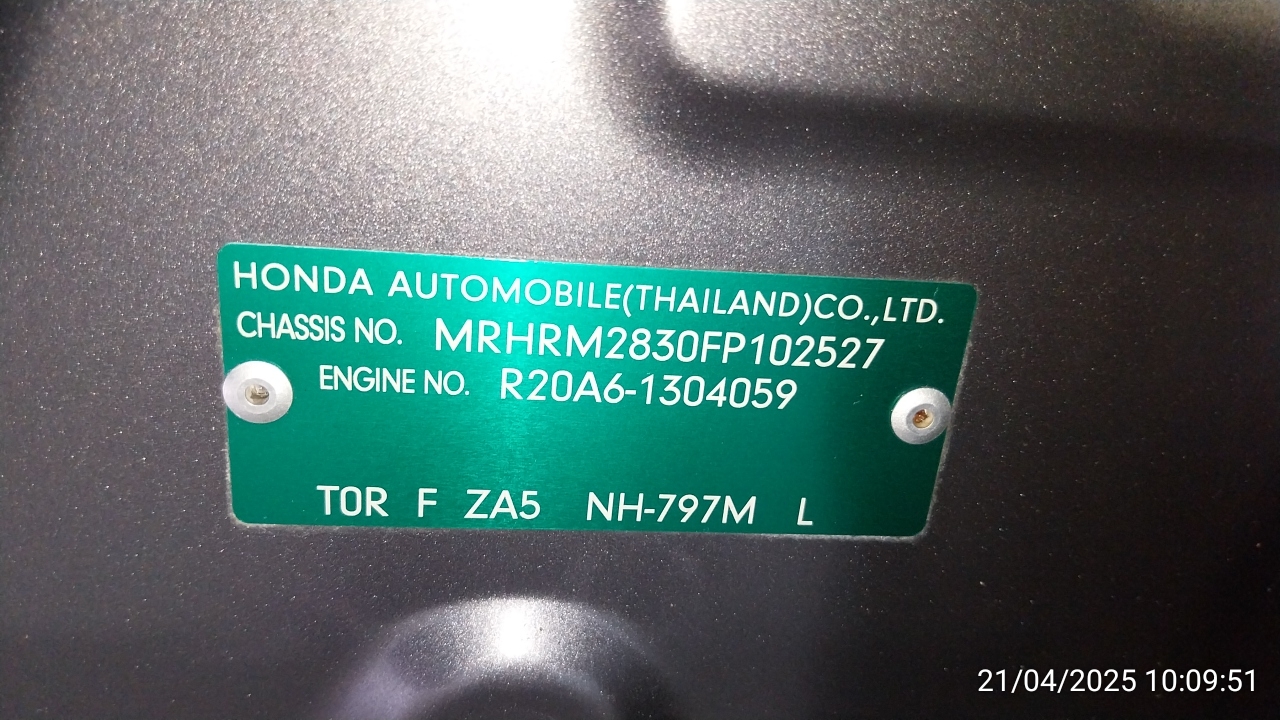 HONDA AUTOMOBILE(THAILAND)CO.,LTD.
CHASSIS NO. MRHRM2830FP102527
ENGINE NO. R20A6-1304059
TOR F ZA5 NH-797M L
21/04/2025 10:09:51